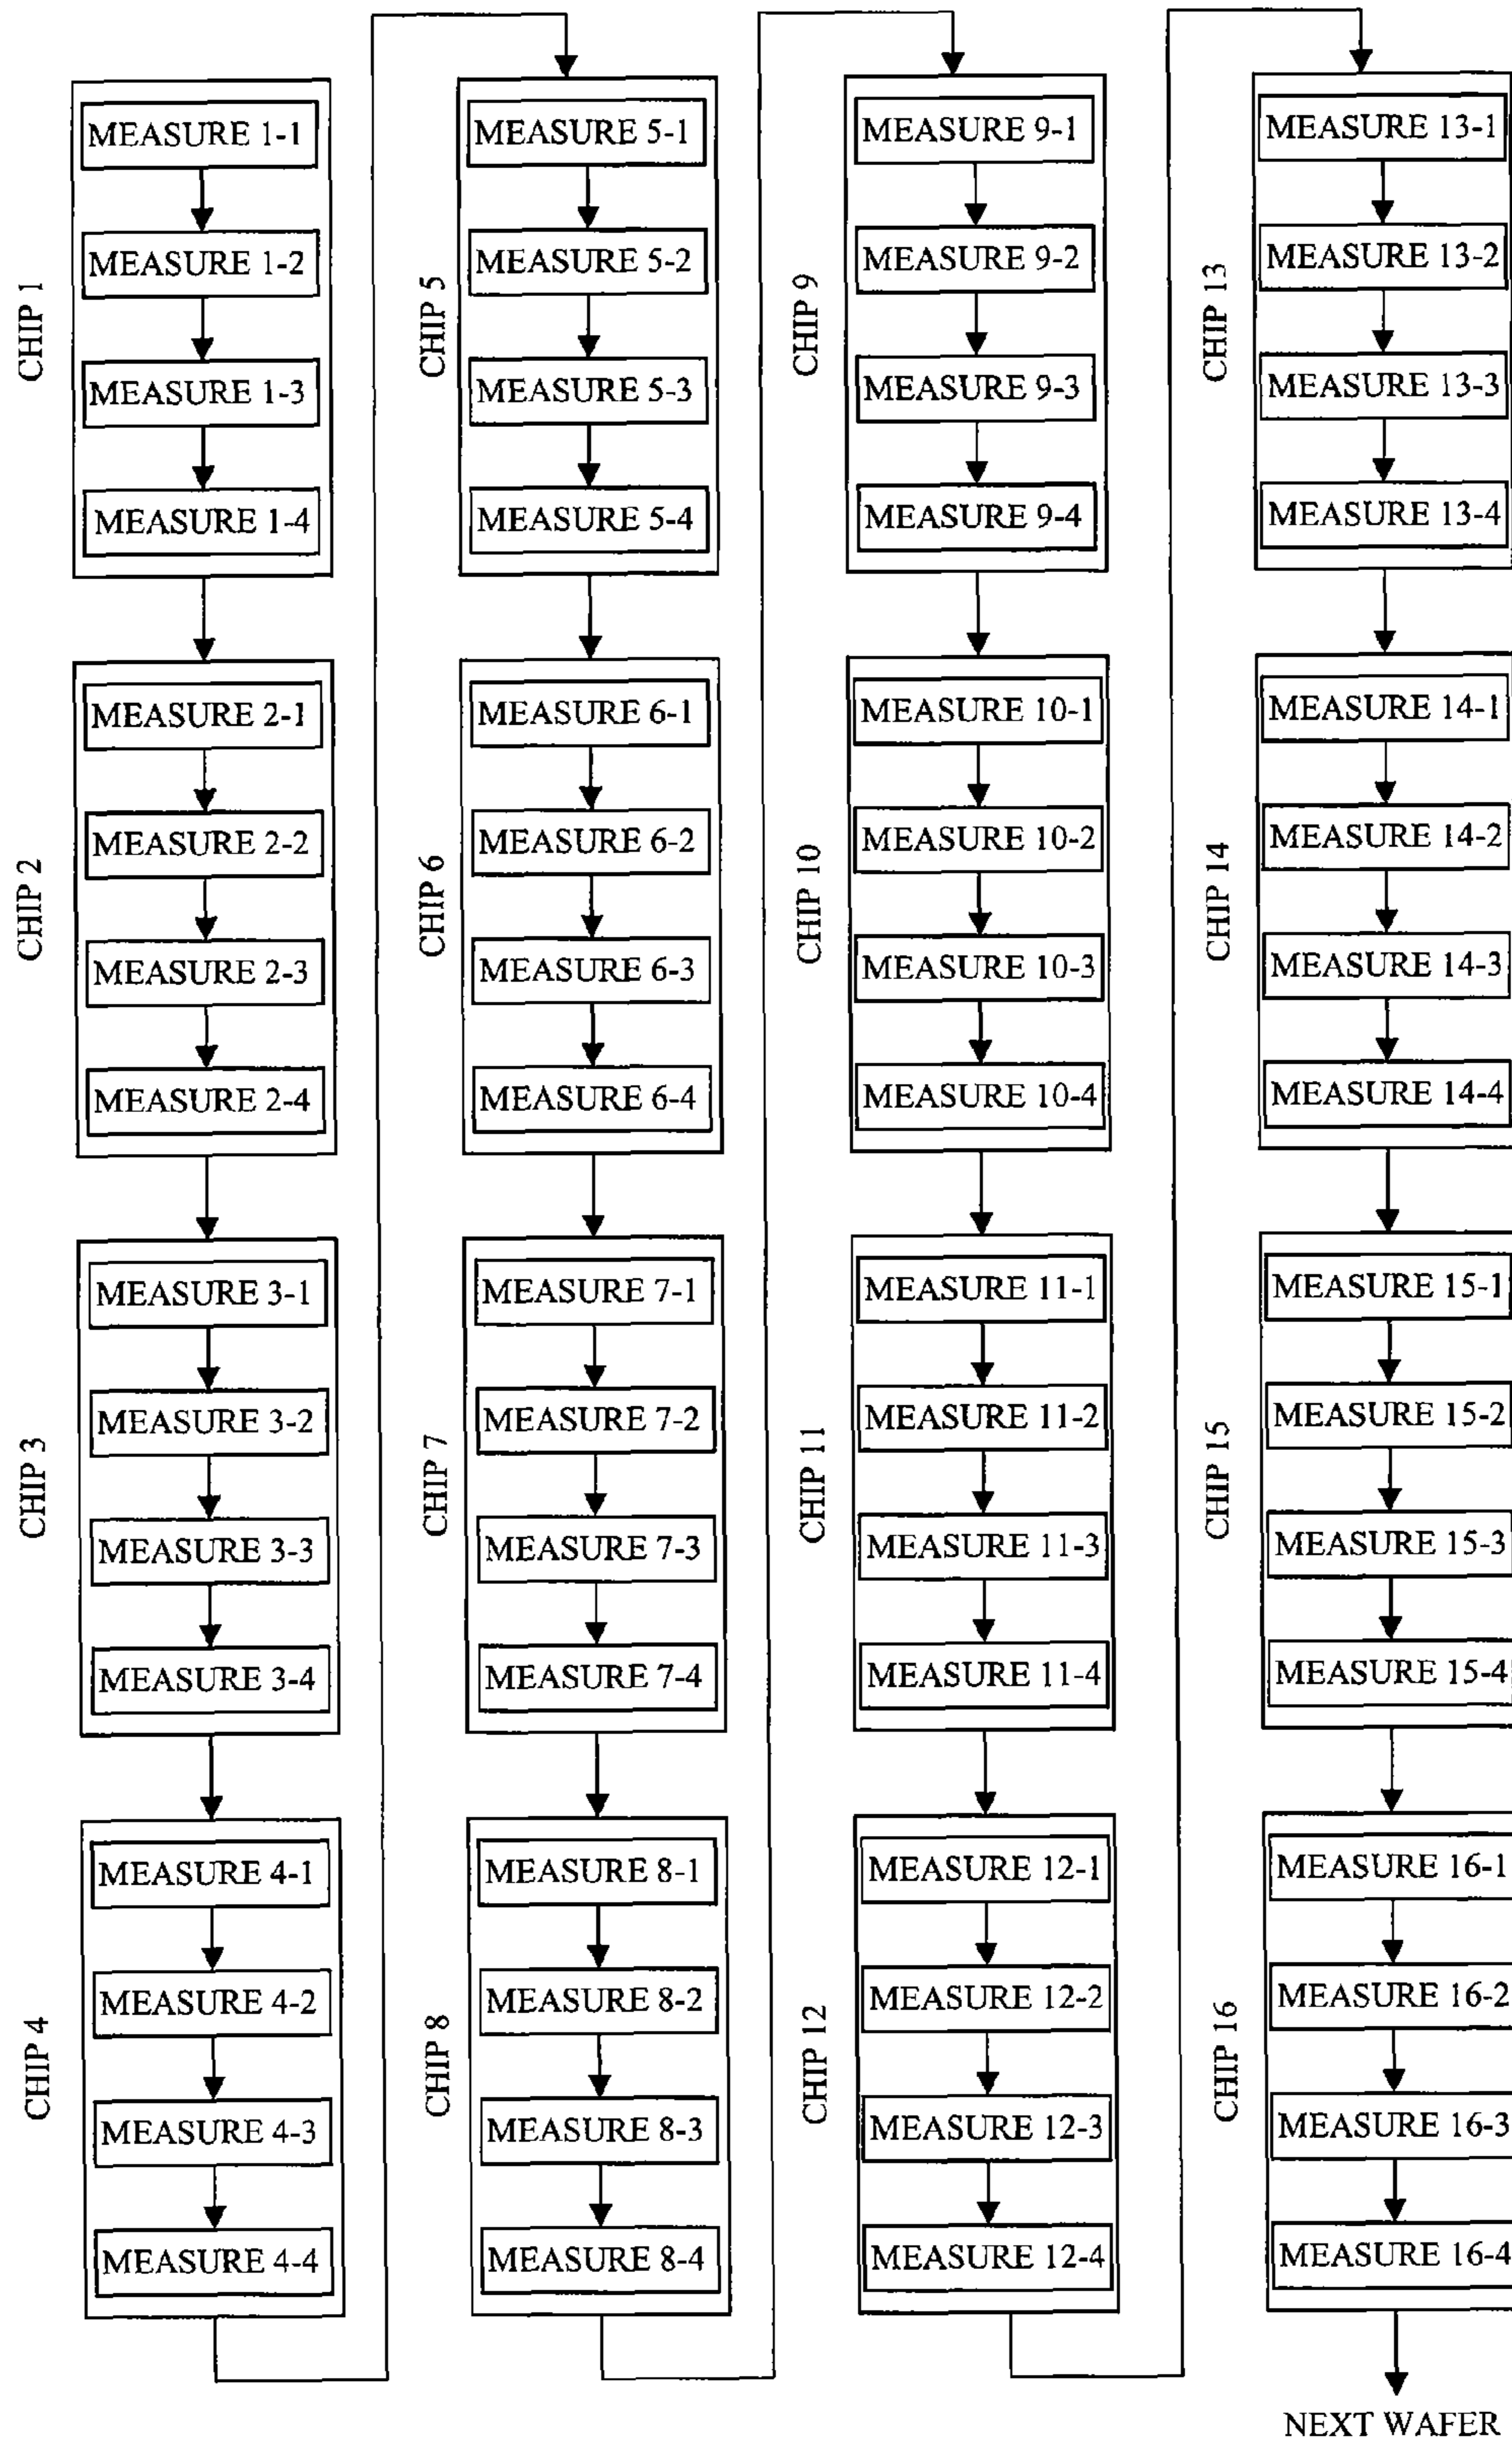 CHIP 1
MEASURE 1-1
MEASURE 1-2
MEASURE 1-3
MEASURE 1-4
CHIP 2
MEASURE 2-1
MEASURE 2-2
MEASURE 2-3
MEASURE 2-4
CHIP 3
MEASURE 3-1
MEASURE 3-2
MEASURE 3-3
MEASURE 3-4
CHIP 4
MEASURE 4-1
MEASURE 4-2
MEASURE 4-3
MEASURE 4-4
CHIP 5
MEASURE 5-1
MEASURE 5-2
MEASURE 5-3
MEASURE 5-4
CHIP 6
MEASURE 6-1
MEASURE 6-2
MEASURE 6-3
MEASURE 6-4
CHIP 7
MEASURE 7-1
MEASURE 7-2
MEASURE 7-3
MEASURE 7-4
CHIP 8
MEASURE 8-1
MEASURE 8-2
MEASURE 8-3
MEASURE 8-4
CHIP 9
MEASURE 9-1
MEASURE 9-2
MEASURE 9-3
MEASURE 9-4
CHIP 10
MEASURE 10-1
MEASURE 10-2
MEASURE 10-3
MEASURE 10-4
CHIP 11
MEASURE 11-1
MEASURE 11-2
MEASURE 11-3
MEASURE 11-4
CHIP 12
MEASURE 12-1
MEASURE 12-2
MEASURE 12-3
MEASURE 12-4
CHIP 13
MEASURE 13-1
MEASURE 13-2
MEASURE 13-3
MEASURE 13-4
CHIP 14
MEASURE 14-1
MEASURE 14-2
MEASURE 14-3
MEASURE 14-4
CHIP 15
MEASURE 15-1
MEASURE 15-2
MEASURE 15-3
MEASURE 15-4
CHIP 16
MEASURE 16-1
MEASURE 16-2
MEASURE 16-3
MEASURE 16-4
NEXT WAFER